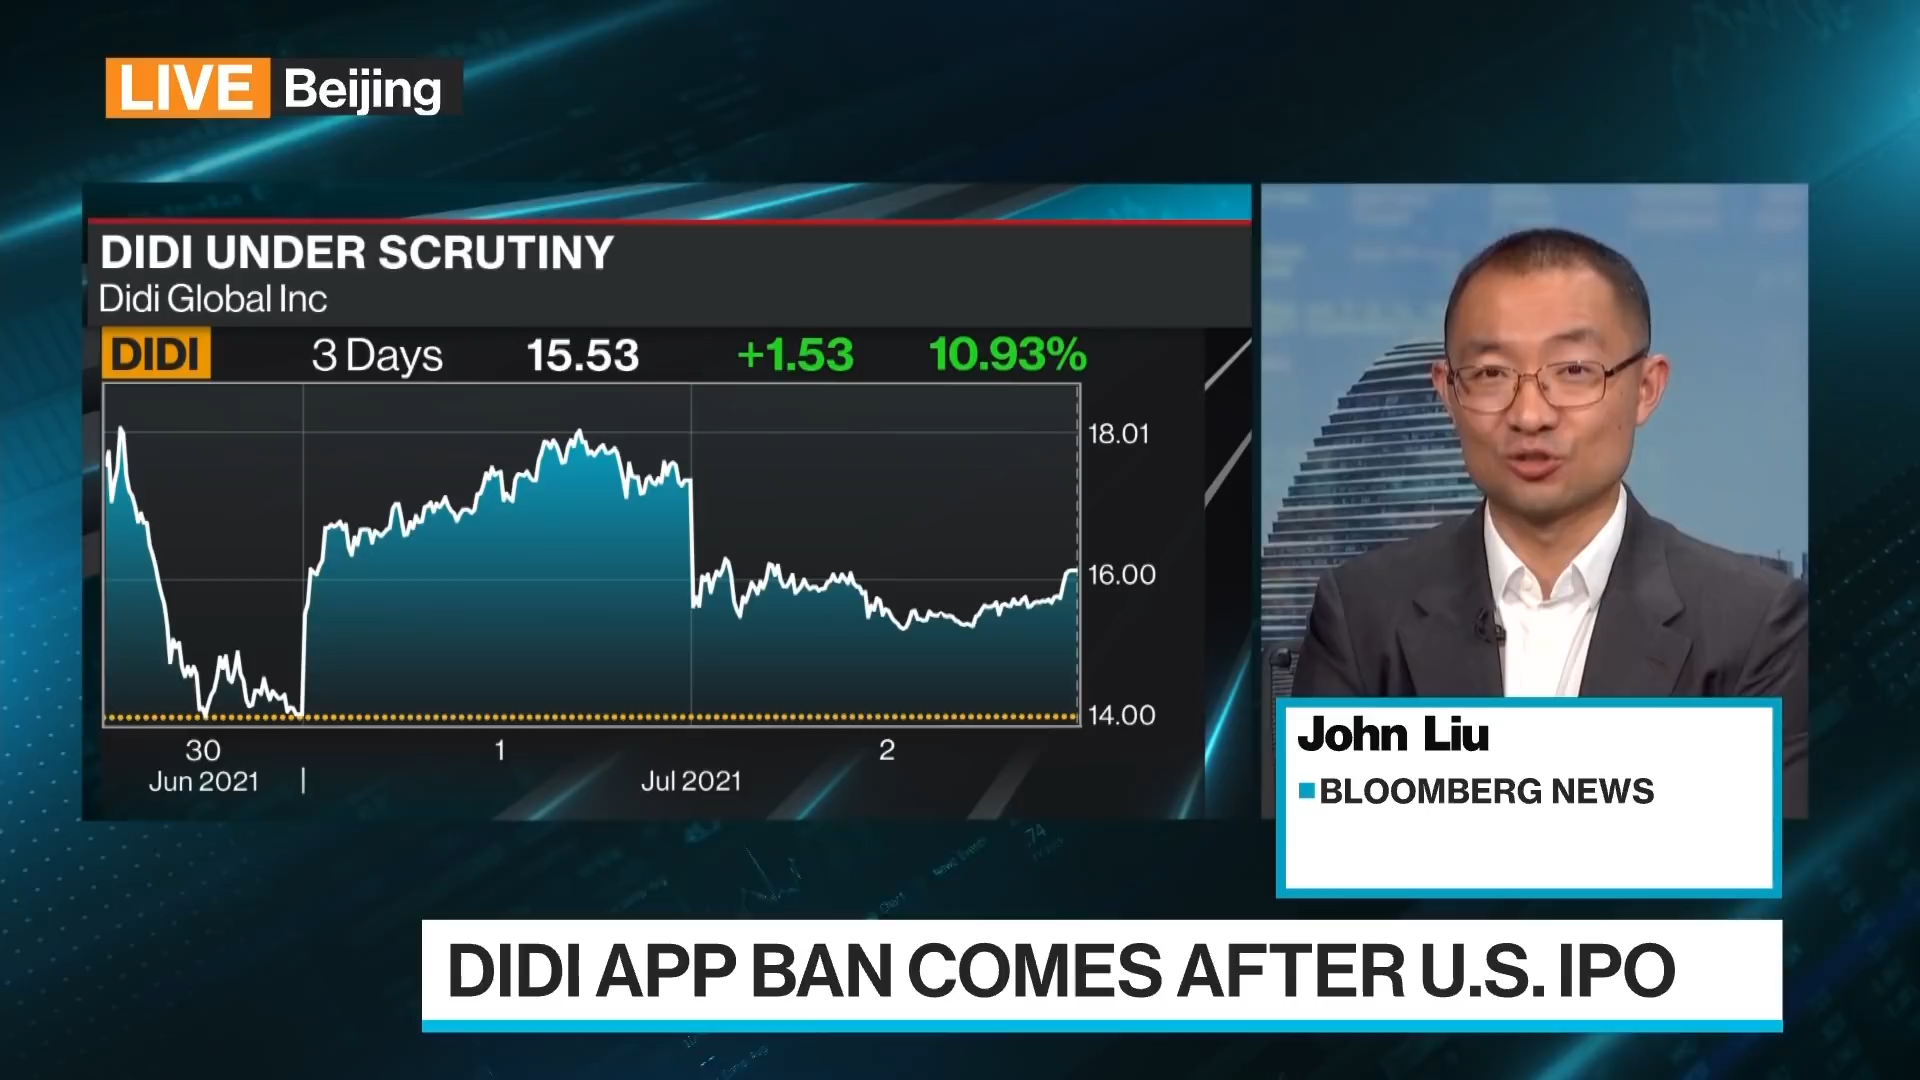 LIVE Beijing
DIDI UNDER SCRUTINY
Didi Global Inc
DIDI 3 Days 15.53 +1.53 10.93%
18.01
16.00
14.00
30 1 2
Jun 2021 | Jul 2021
John Liu
BLOOMBERG NEWS
DIDI APP BAN COMES AFTER U.S. IPO